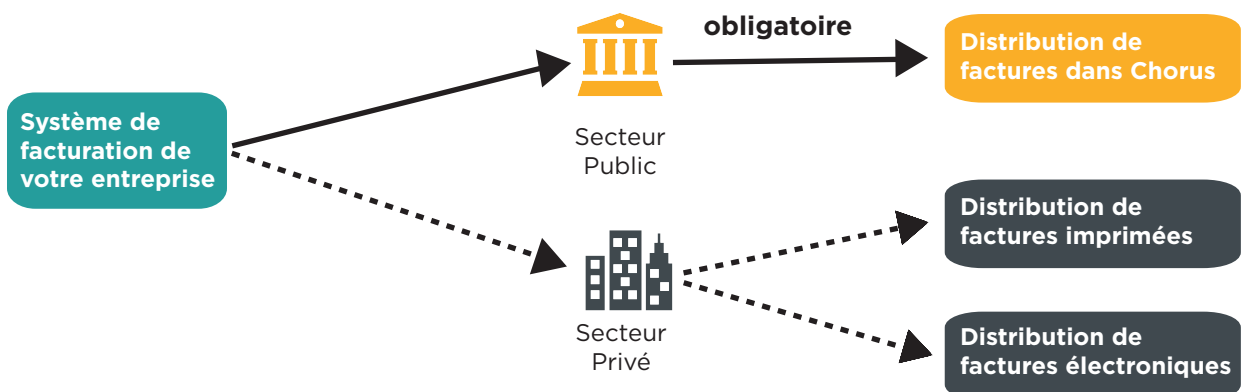 obligatoire
Distribution de
factures dans Chorus
Système de
facturation de
votre entreprise
Secteur
Public
Distribution de
factures imprimées
Secteur
Privé
Distribution de
factures électroniques